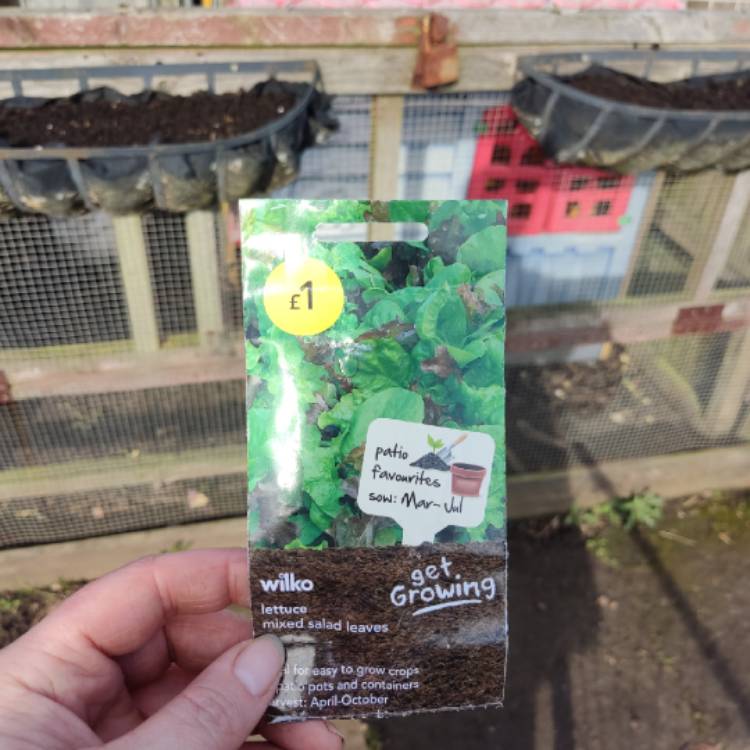 £1
patio
favourites
sow: Mar-Jul
wilko
get
Growing
lettuce
mixed salad leaves
for easy to grow crops
pots and containers
April-October